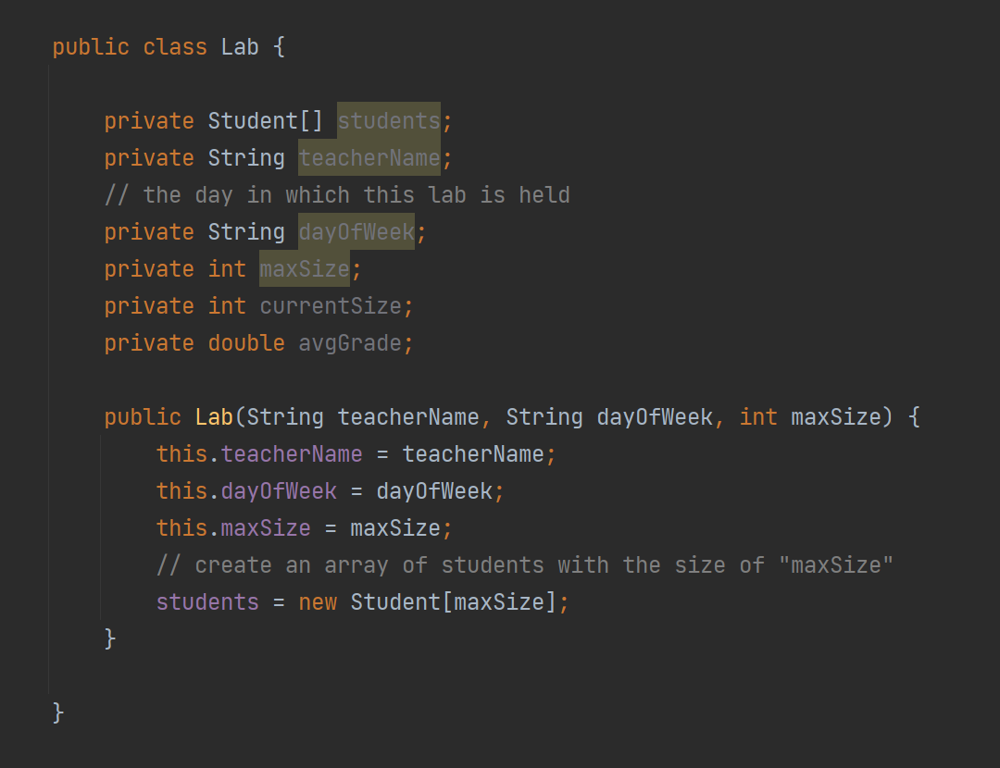 public class Lab {
private Student[] students;
private String teacherName;
// the day in which this lab is held
private String dayOfWeek;
private int maxSize;
private int currentSize;
private double avgGrade;
public Lab(String teacherName, String dayOfWeek, int maxSize) {
this.teacherName = teacherName;
this.dayOfWeek = dayOfWeek;
this.maxSize = maxSize;
// create an array of students with the size of "maxSize"
students = new Student[maxSize];
}
}